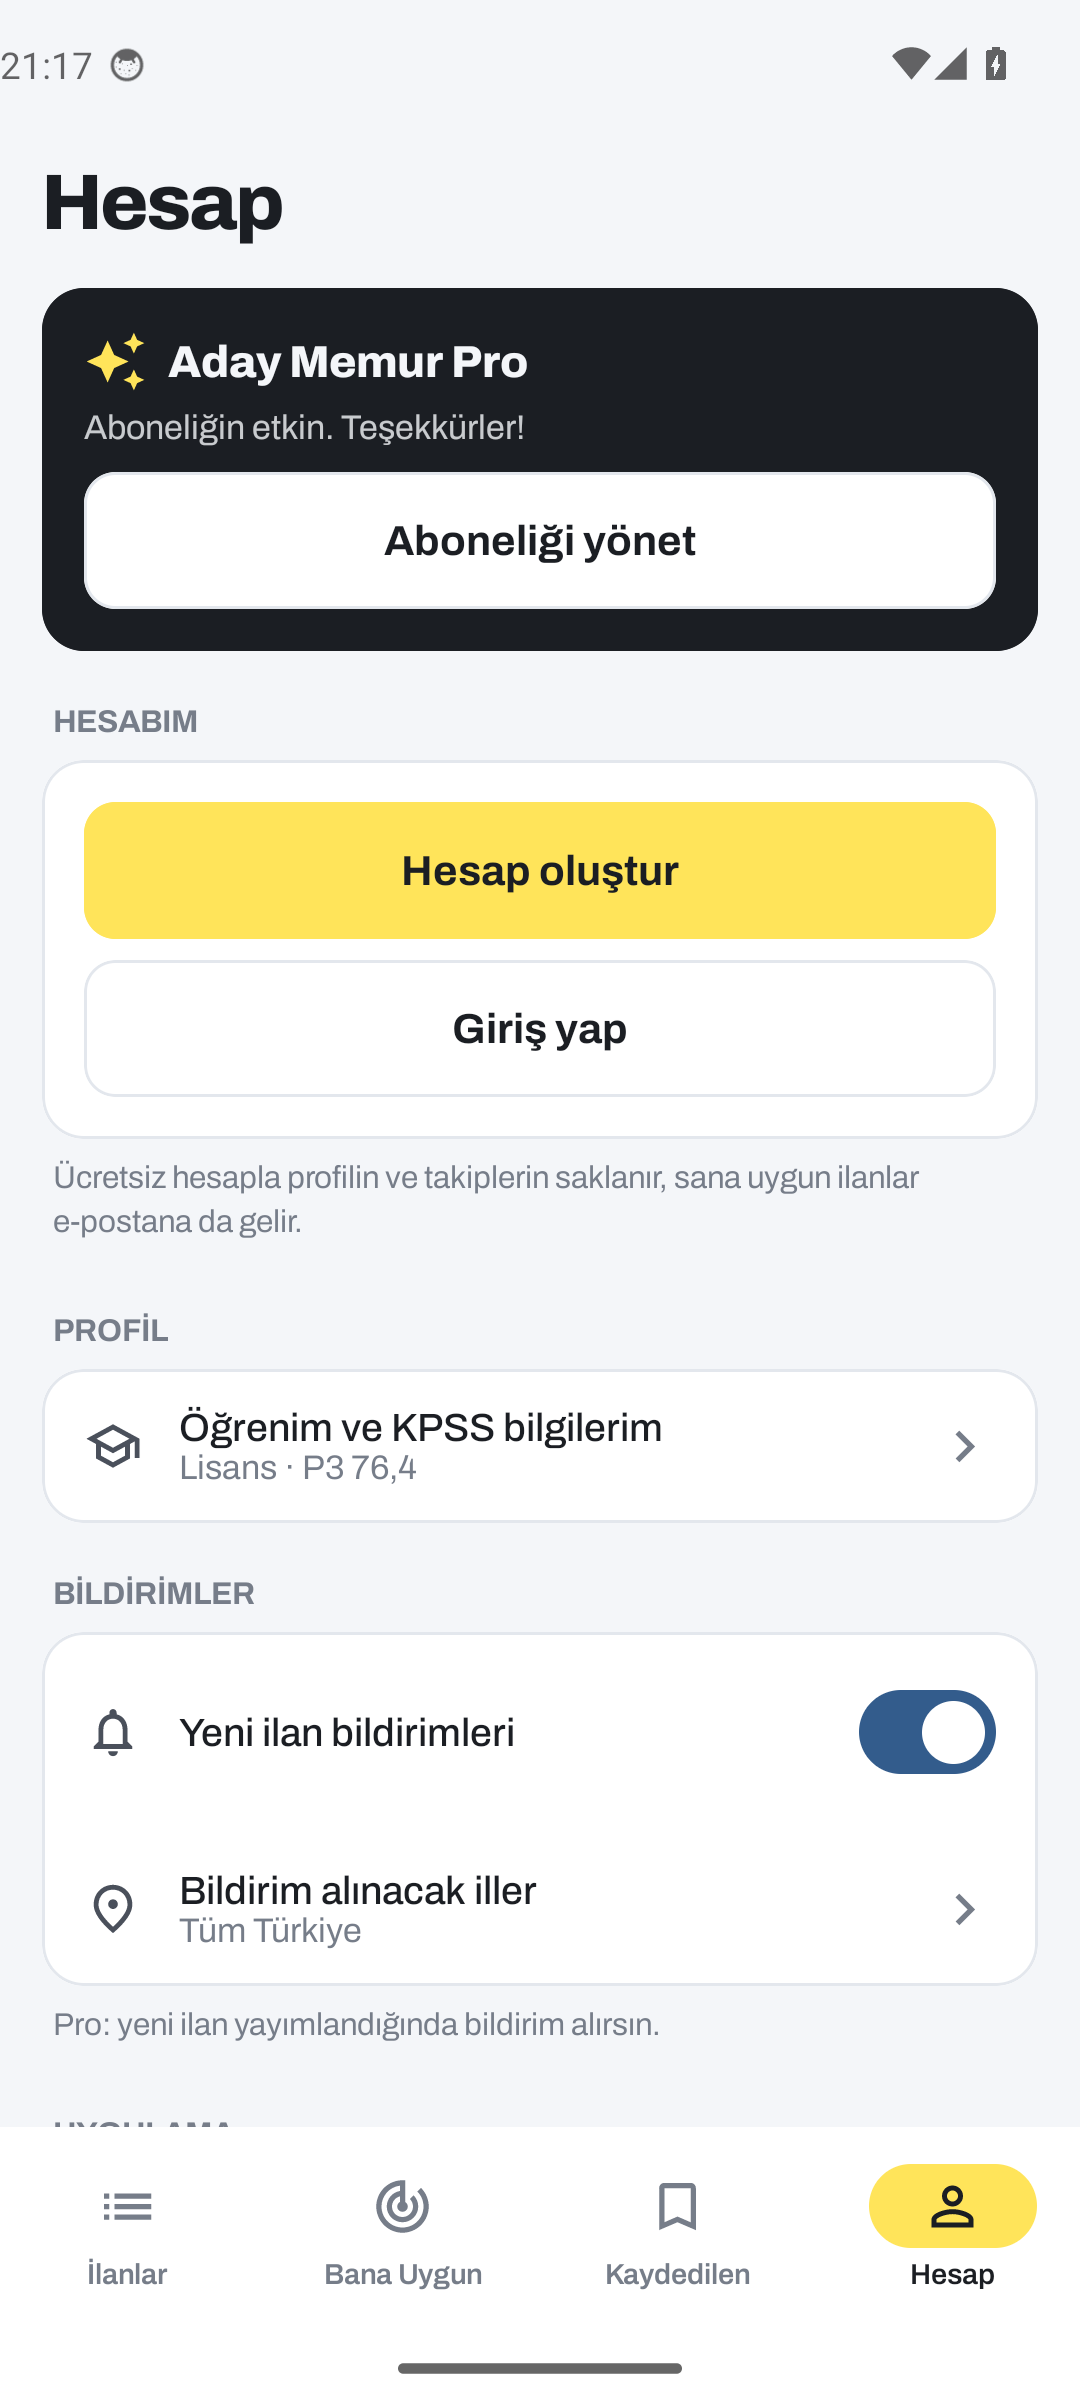 21:17
Hesap
Aday Memur Pro
Aboneliğin etkin. Teşekkürler!
Aboneliği yönet
HESABIM
Hesap oluştur
Giriş yap
Ücretsiz hesapla profilin ve takiplerin saklanır, sana uygun ilanlar
e-postana da gelir.
PROFİL
Öğrenim ve KPSS bilgilerim
Lisans · P3 76,4
BİLDİRİMLER
Yeni ilan bildirimleri
Bildirim alınacak iller
Tüm Türkiye
Pro: yeni ilan yayımlandığında bildirim alırsın.
İlanlar
Bana Uygun
Kaydedilen
Hesap